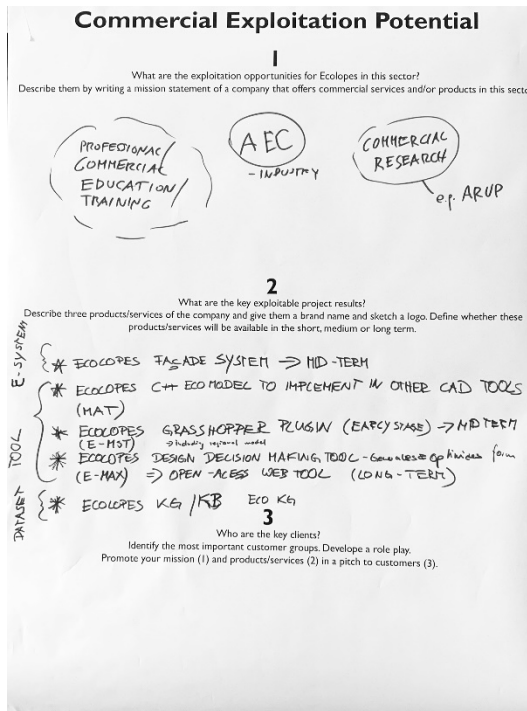 Commercial Exploitation Potential
1
What are the exploitation opportunities for Ecolopes in this sector?
Describe them by writing a mission statement of a company that offers commercial services and/or products in this secto
PROFESIONAL/
COMMERCIAL
EDUCATION/
TRAINING
AEC
- INDUSTRY
COMMERCIAL
RESEARCH
e.g. ARUP
2
What are the key exploitable project results?
Describe three products/services of the company and give them a brand name and sketch a logo. Define whether these
products/services will be available in the short, medium or long term.
E-SYSTEM
* ECOLOPES FAÇADE SYSTEM → MID-TERM
TOOL
* ECOLOPES C++ ECOMODEL TO IMPLEMENT IN OTHER CAD TOOLS
(MAT)
* ECOLOPES GRASSHOPPER PLUGIN (EARLY STAGE) → MIDTERM
(E-MST) → including regional model
* ECOLOPES DESIGN DECISION MAKING TOOL - form
(E-MAX) ⇒ OPEN-ACESS WEB TOOL (LONG-TERM)
DATASET
* ECOLOPES KG /KB ECO KG
3
Who are the key clients?
Identify the most important customer groups. Develope a role play.
Promote your mission (1) and products/services (2) in a pitch to customers (3).